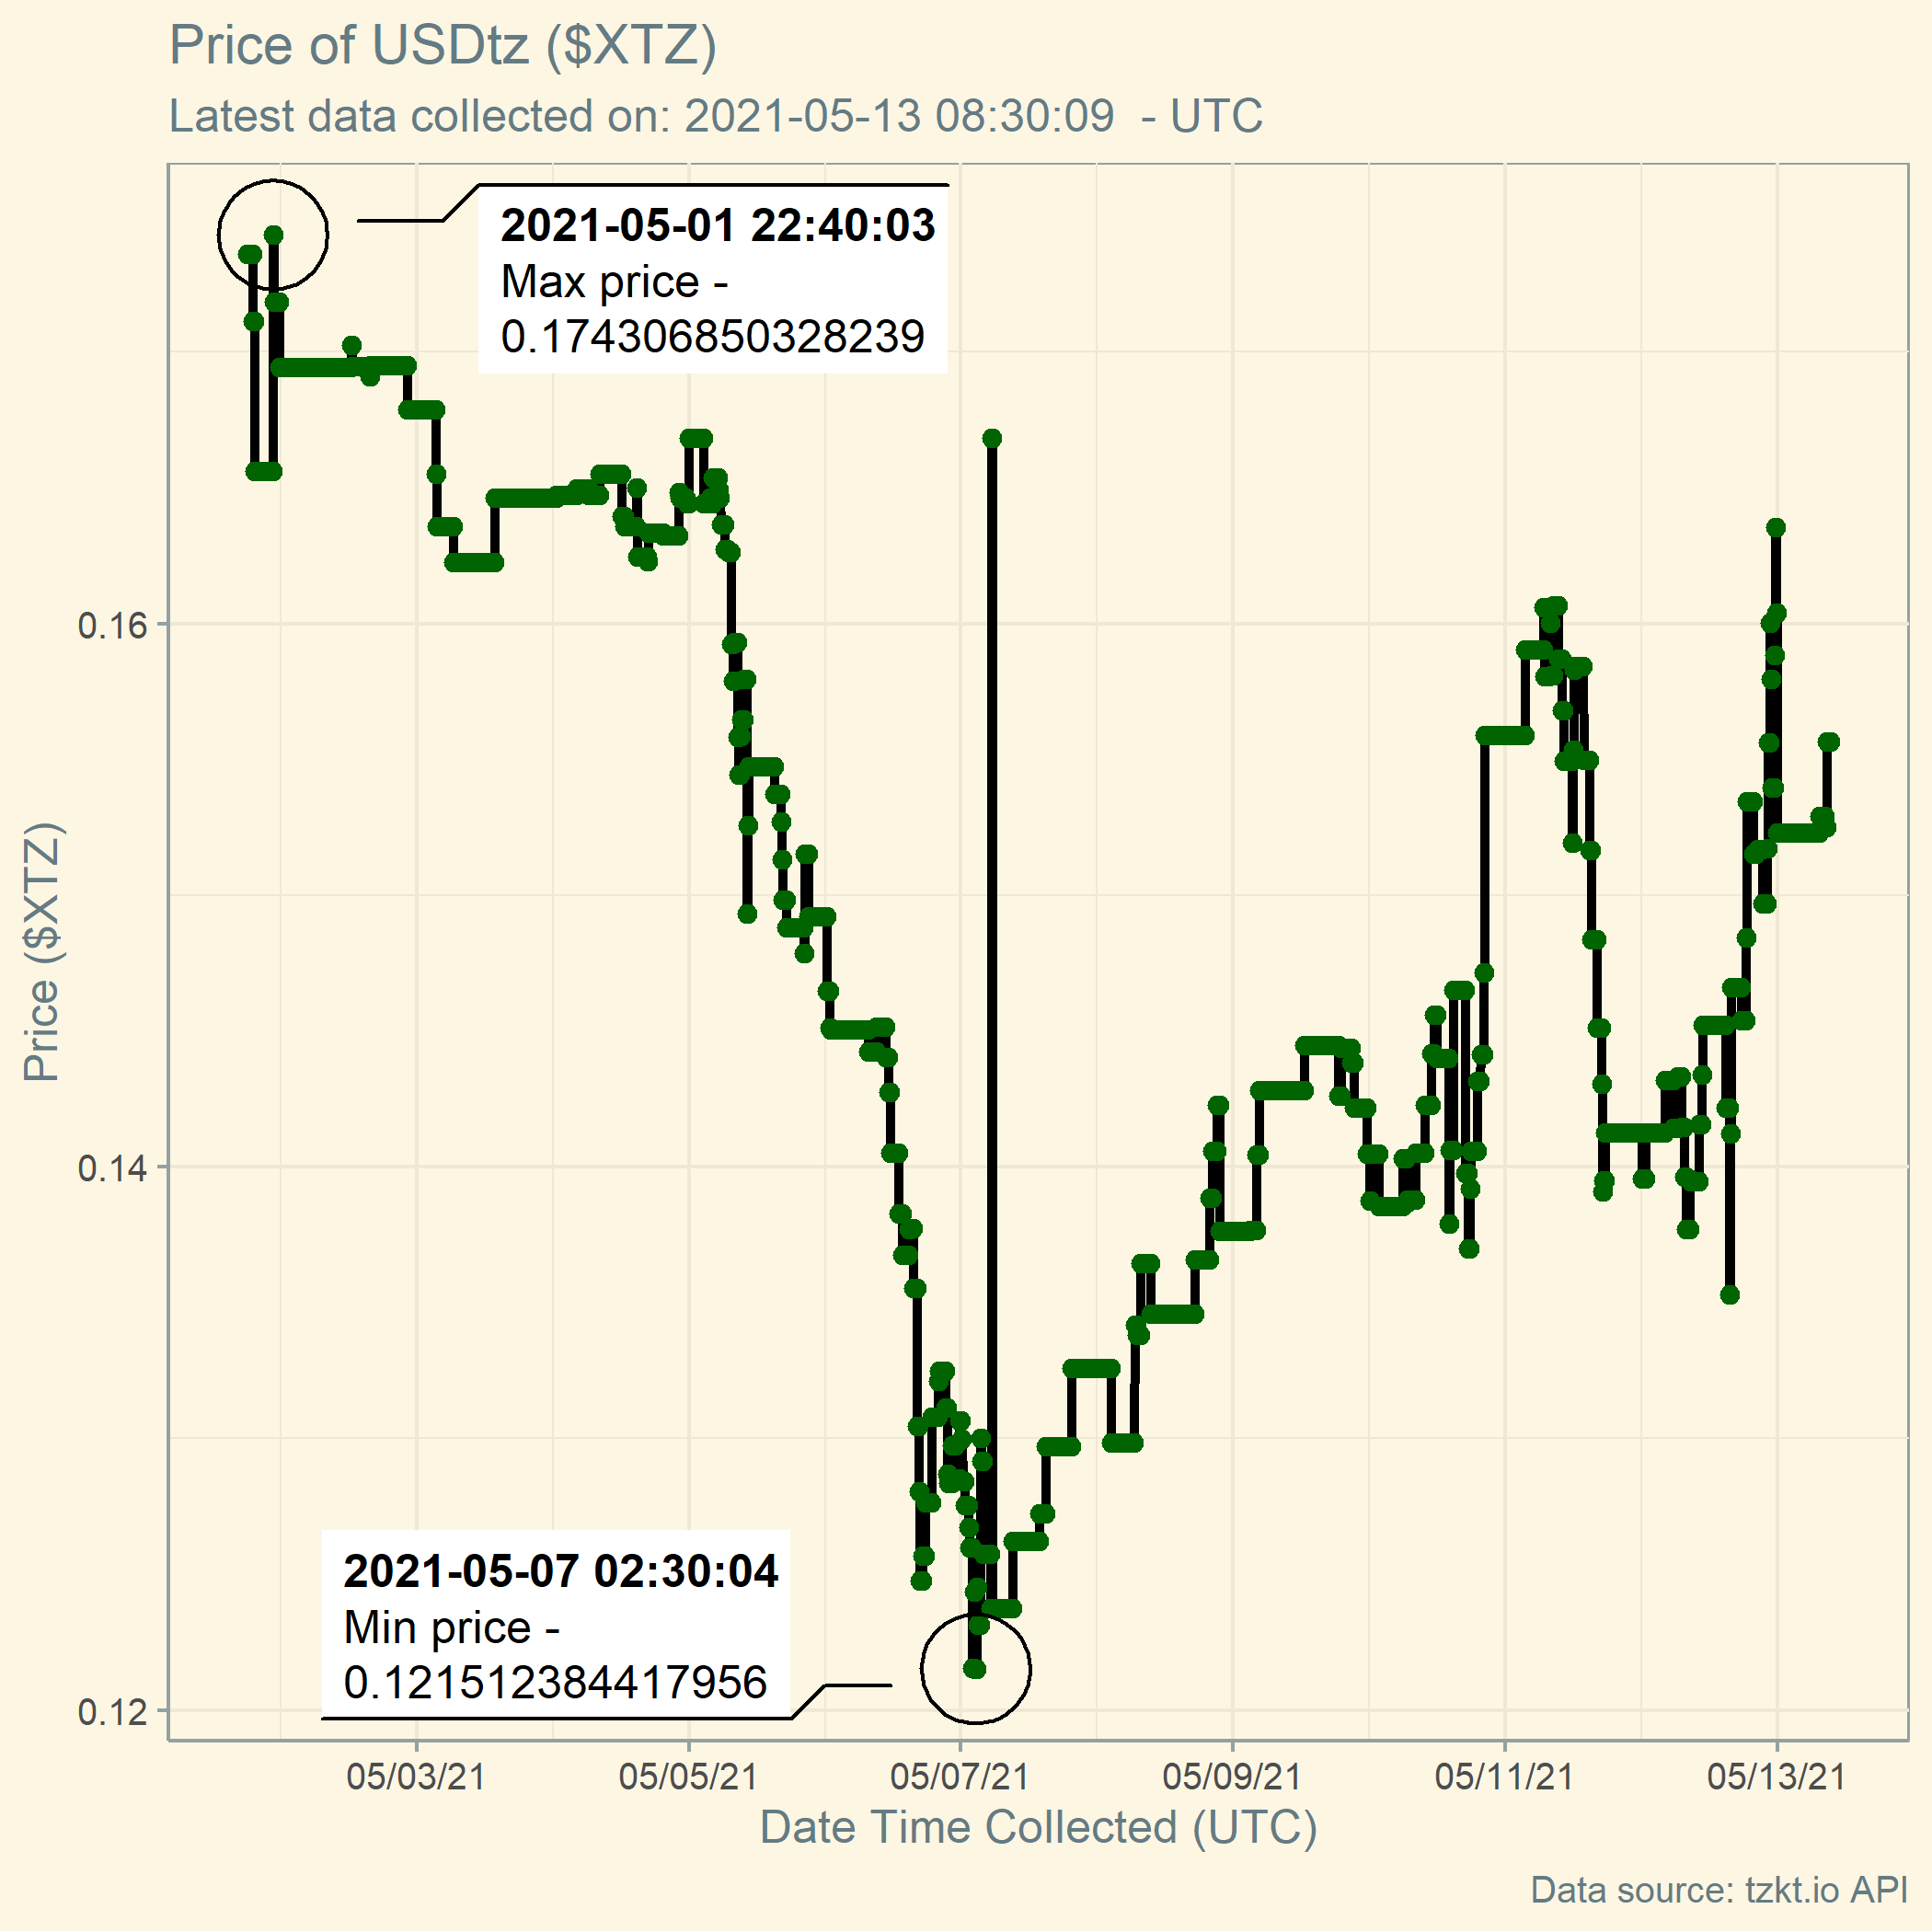 Price of USDtz ($XTZ)
Latest data collected on: 2021-05-13 08:30:09  - UTC
2021-05-01 22:40:03
Max price -
0.174306850328239
0.16
0.14
0.12
Price ($XTZ)
2021-05-07 02:30:04
Min price -
0.121512384417956
05/03/21 05/05/21 05/07/21 05/09/21 05/11/21 05/13/21
Date Time Collected (UTC)
Data source: tzkt.io API